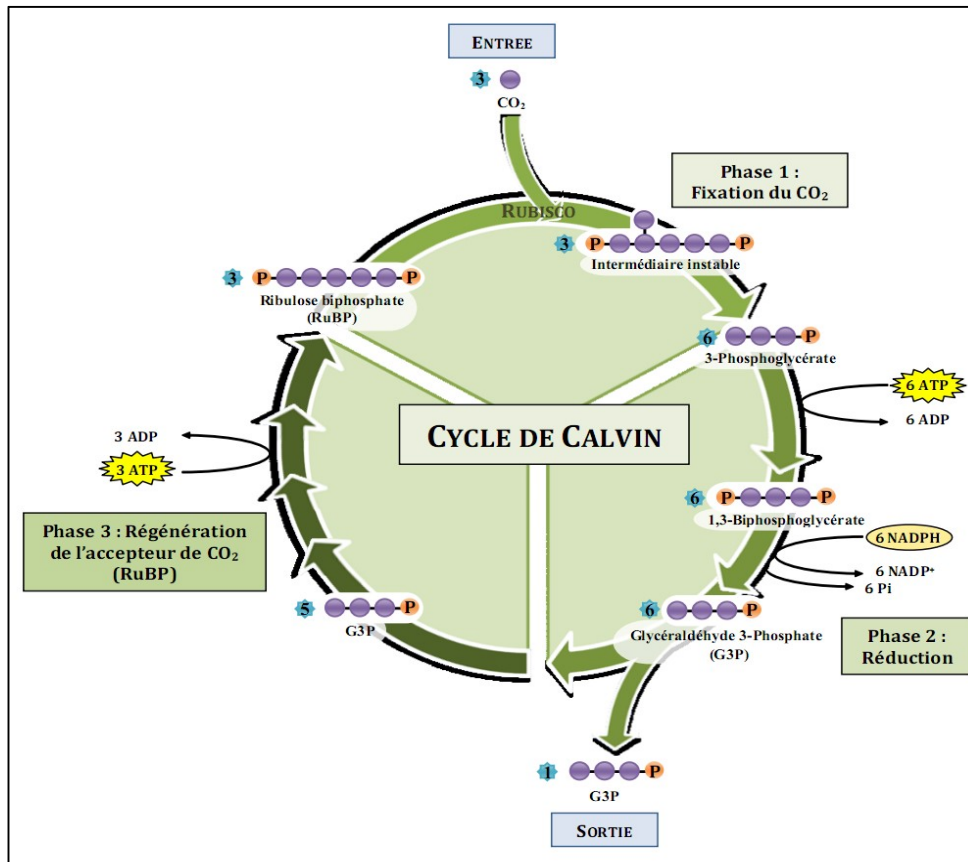 ENTREE
3
CO₂
Phase 1 :
Fixation du CO₂
RUBISCO
3 P P
Intermédiaire instable
3 P P
Ribulose biphosphate
(RuBP)
6 P
3-Phosphoglycérate
6 ATP
6 ADP
CYCLE DE CALVIN
3 ADP
3 ATP
6 P P
1,3-Biphosphoglycérate
6 NADPH
6 NADP⁺
6 Pi
Phase 3 : Régénération
de l'accepteur de CO₂
(RuBP)
5 P
G3P
6 P
Glycéraldéhyde 3-Phosphate
(G3P)
Phase 2 :
Réduction
1 P
G3P
SORTIE